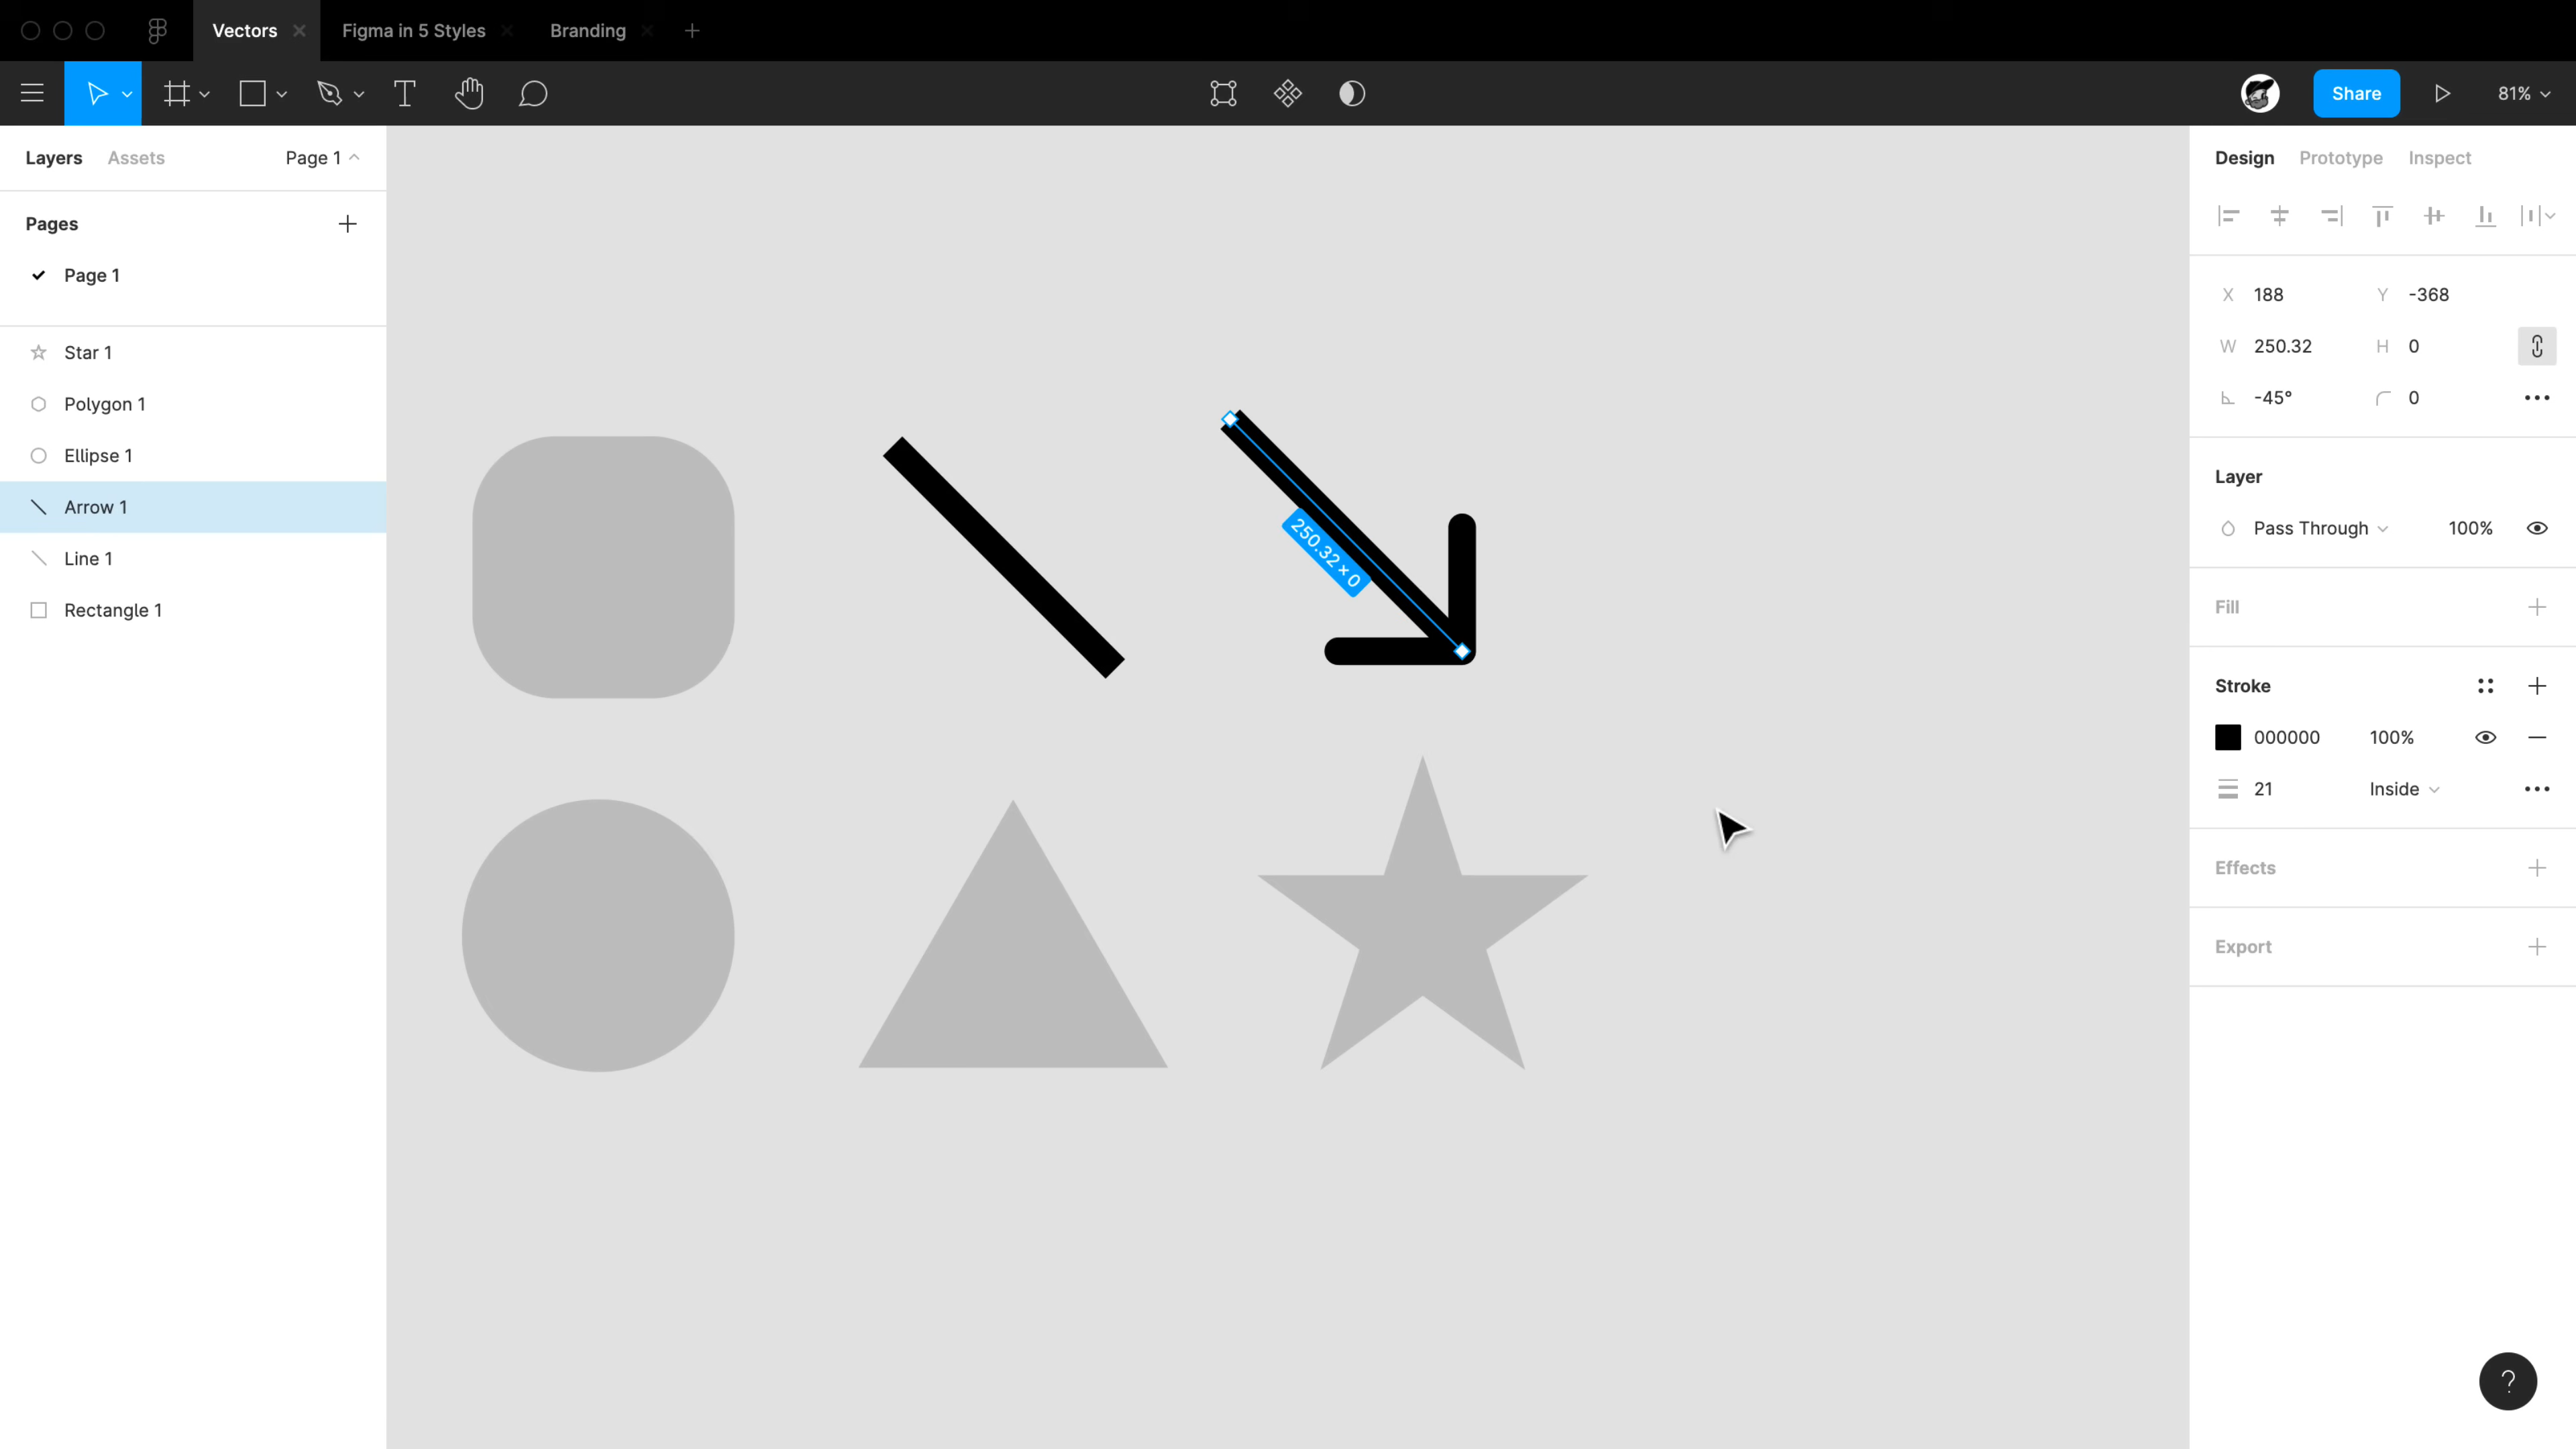 Vectors Figma in 5 Styles Branding
Share 81%
Layers Assets Page 1
Pages
Page 1
Star 1
Polygon 1
Ellipse 1
Arrow 1
Line 1
Rectangle 1
250.32 × 0
Design Prototype Inspect
X 188 Y -368
W 250.32 H 0
-45° 0
Layer
Pass Through 100%
Fill
Stroke
000000 100%
21 Inside
Effects
Export
?